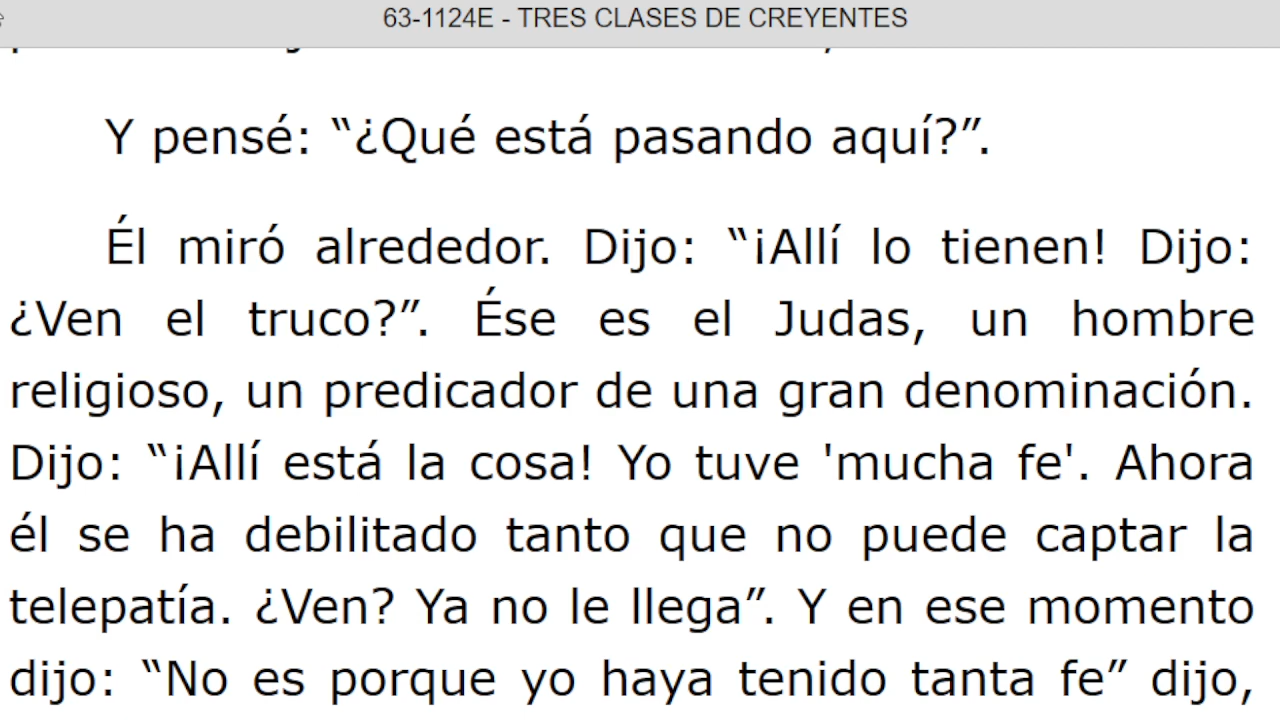 63-1124E - TRES CLASES DE CREYENTES
Y pensé: “¿Qué está pasando aquí?”.
Él miró alrededor. Dijo: “¡Allí lo tienen! Dijo:
¿Ven el truco?”. Ése es el Judas, un hombre
religioso, un predicador de una gran denominación.
Dijo: “¡Allí está la cosa! Yo tuve 'mucha fe'. Ahora
él se ha debilitado tanto que no puede captar la
telepatía. ¿Ven? Ya no le llega”. Y en ese momento
dijo: “No es porque yo haya tenido tanta fe” dijo,